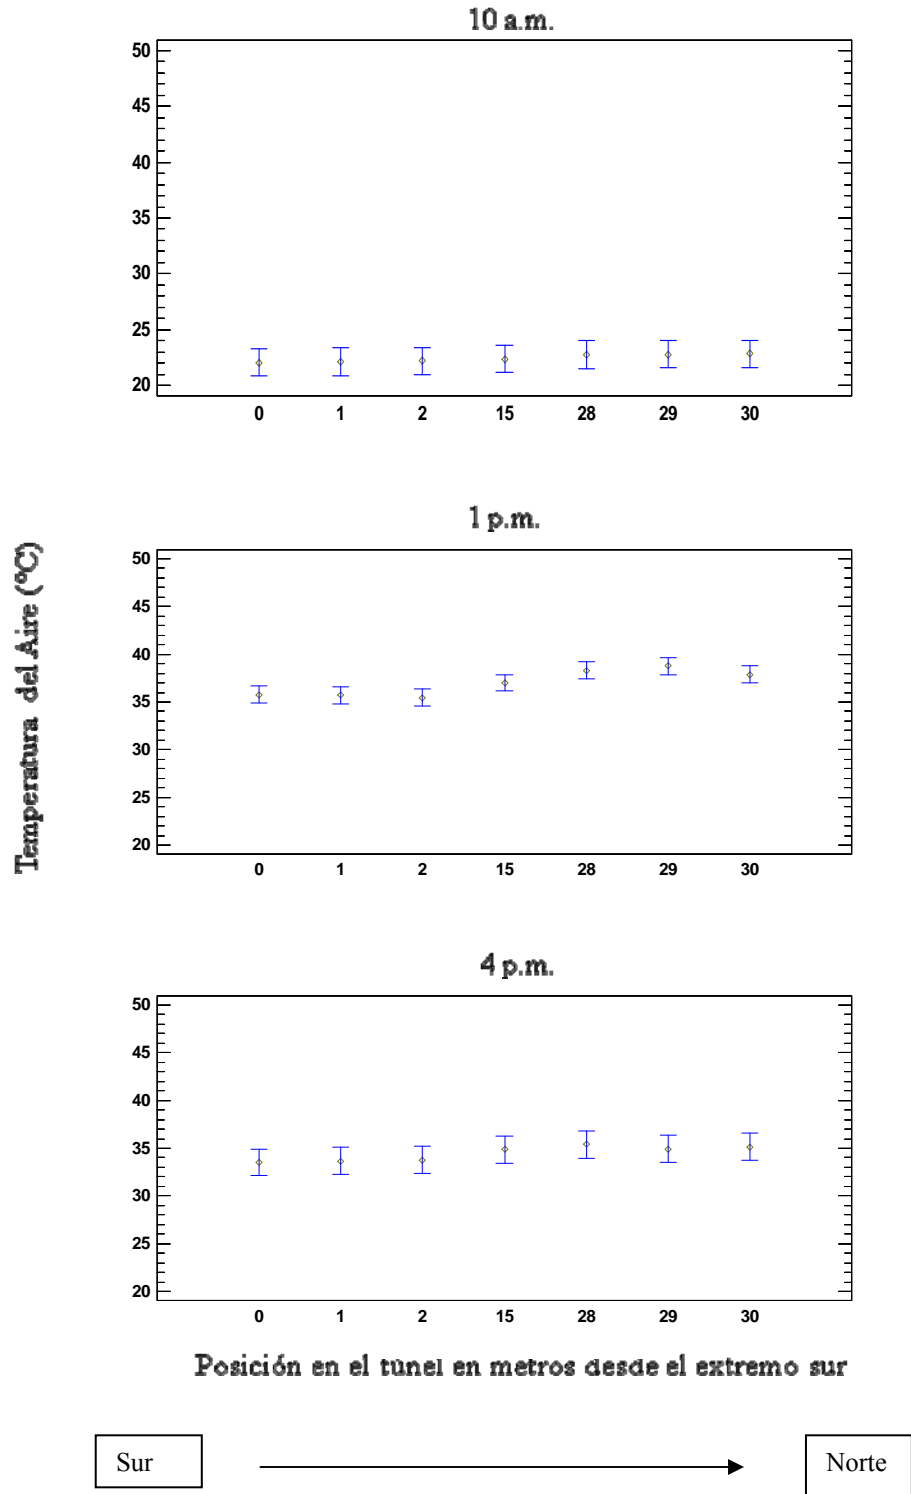 10 a.m.
50
45
40
35
30
25
20
0 1 2 15 28 29 30
Temperatura del Aire (ºC)
1 p.m.
50
45
40
35
30
25
20
0 1 2 15 28 29 30
4 p.m.
50
45
40
35
30
25
20
0 1 2 15 28 29 30
Posición en el túnel en metros desde el extremo sur
Sur
Norte